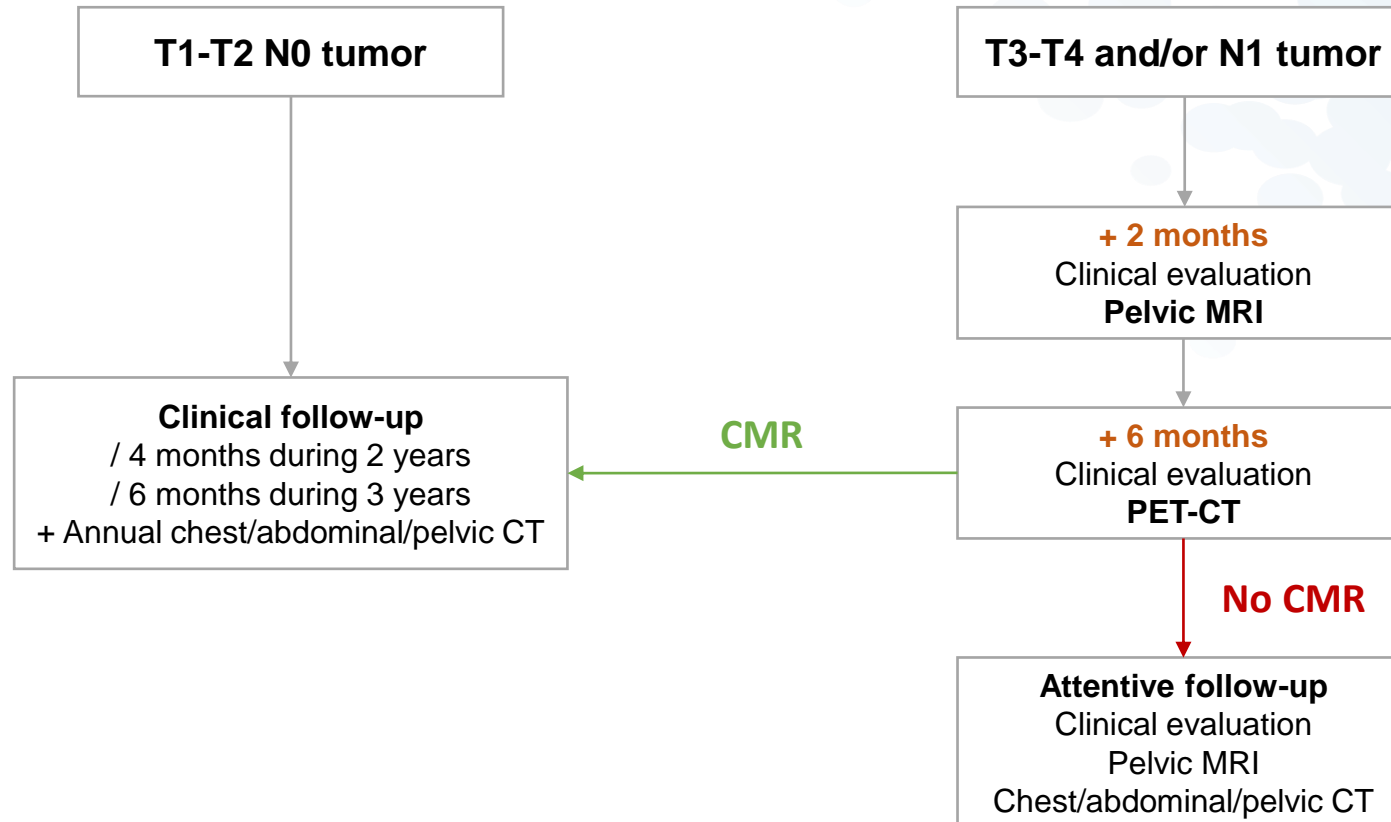 T1-T2 N0 tumor
T3-T4 and/or N1 tumor
+ 2 months
Clinical evaluation
Pelvic MRI
Clinical follow-up
/ 4 months during 2 years
/ 6 months during 3 years
+ Annual chest/abdominal/pelvic CT
CMR
+ 6 months
Clinical evaluation
PET-CT
No CMR
Attentive follow-up
Clinical evaluation
Pelvic MRI
Chest/abdominal/pelvic CT